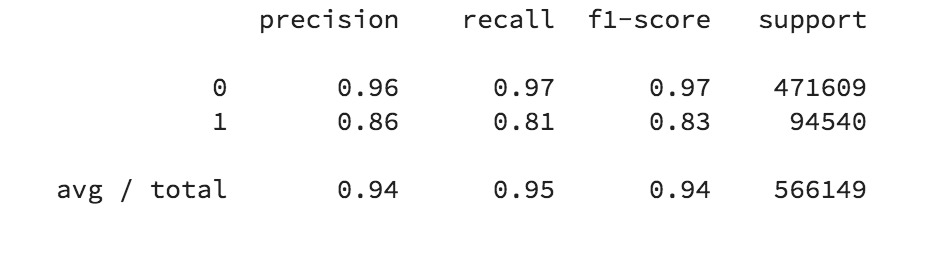 precision recall f1-score support
0 0.96 0.97 0.97 471609
1 0.86 0.81 0.83 94540
avg / total 0.94 0.95 0.94 566149